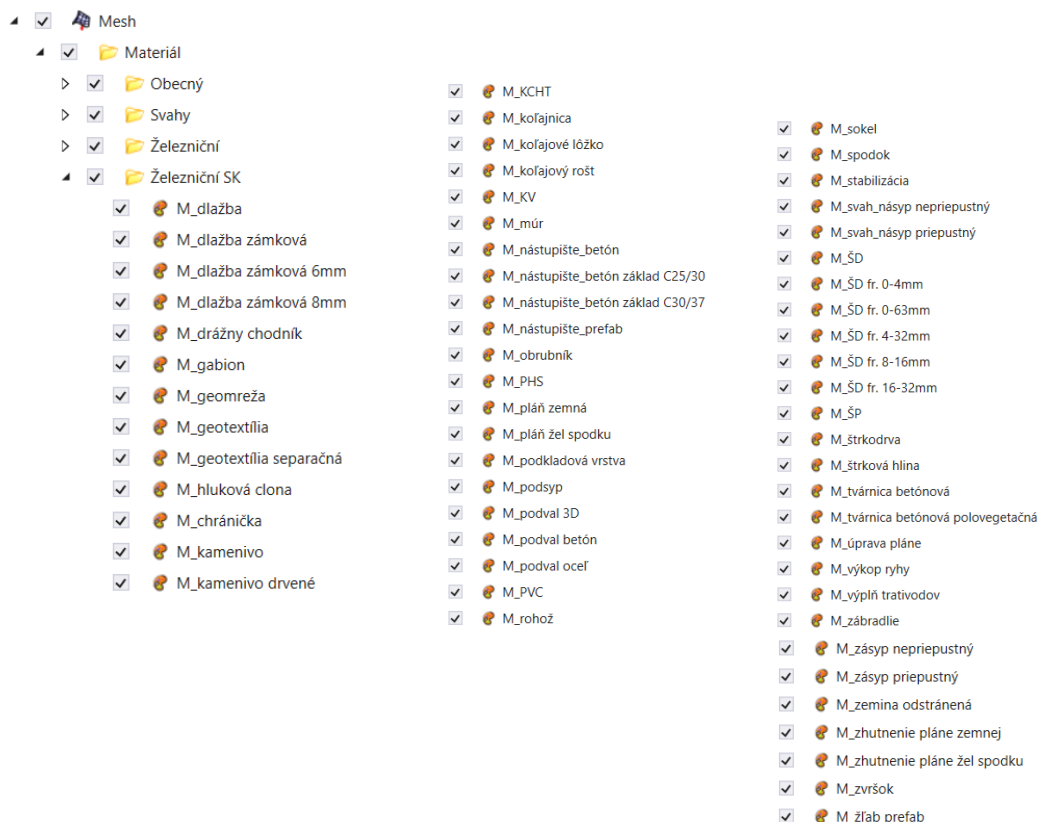 Mesh
Materiál
Obecný
Svahy
Železniční
Železniční SK
M_dlažba
M_dlažba zámková
M_dlažba zámková 6mm
M_dlažba zámková 8mm
M_drážny chodník
M_gabion
M_geomreža
M_geotextília
M_geotextília separačná
M_hluková clona
M_chránička
M_kamenivo
M_kamenivo drvené
M_KCHT
M_koľajnica
M_koľajové lôžko
M_koľajový rošt
M_KV
M_múr
M_nástupište_betón
M_nástupište_betón základ C25/30
M_nástupište_betón základ C30/37
M_nástupište_prefab
M_obrubník
M_PHS
M_pláň zemná
M_pláň žel spodku
M_podkladová vrstva
M_podsyp
M_podval 3D
M_podval betón
M_podval oceľ
M_PVC
M_rohož
M_sokel
M_spodok
M_stabilizácia
M_svah_násyp nepriepustný
M_svah_násyp priepustný
M_ŠD
M_ŠD fr. 0-4mm
M_ŠD fr. 0-63mm
M_ŠD fr. 4-32mm
M_ŠD fr. 8-16mm
M_ŠD fr. 16-32mm
M_ŠP
M_štrkodrva
M_štrková hlina
M_tvárnica betónová
M_tvárnica betónová polovegetačná
M_úprava pláne
M_výkop ryhy
M_výplň trativodov
M_zábradlie
M_zásyp nepriepustný
M_zásyp priepustný
M_zemina odstránená
M_zhutnenie pláne zemnej
M_zhutnenie pláne žel spodku
M_zvršok
M_žľab prefab